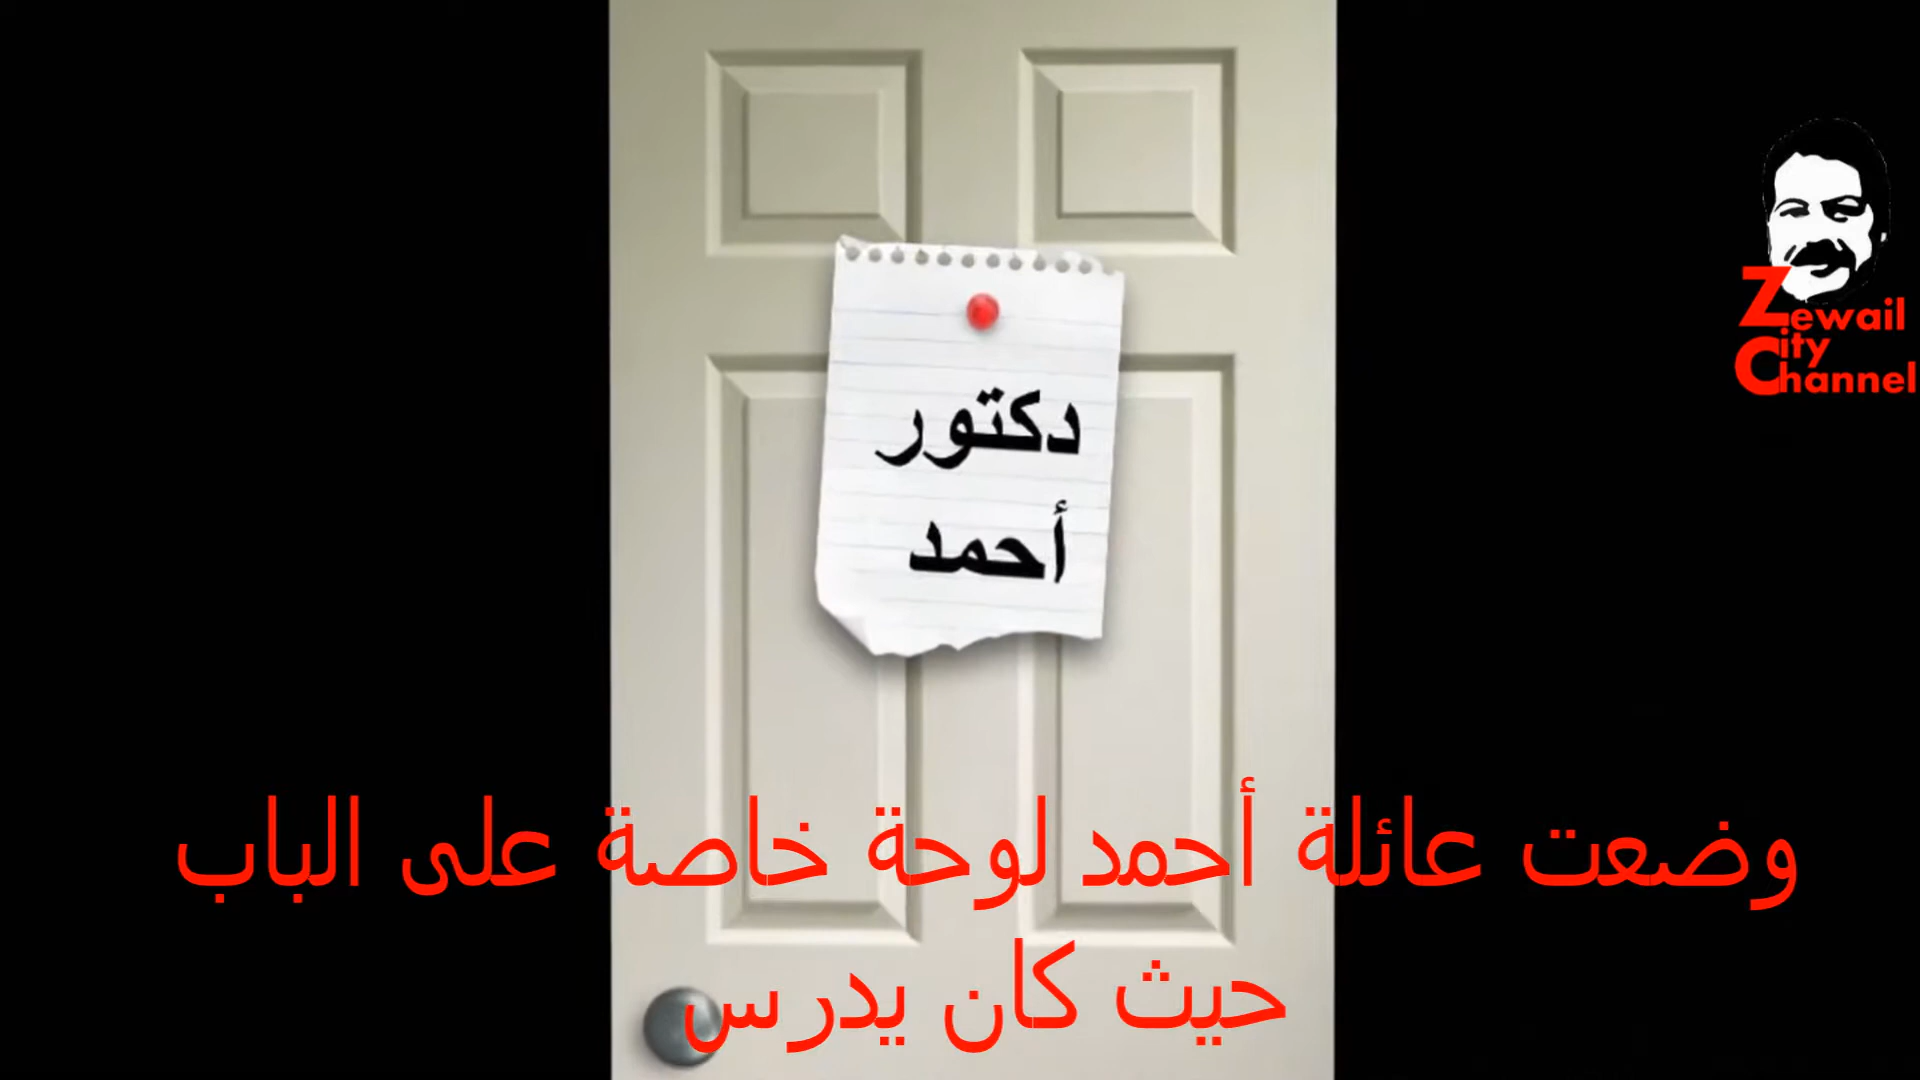 دكتور
أحمد
Zewail
City
Channel
وضعت عائلة أحمد لوحة خاصة على الباب
حيث كان يدرس